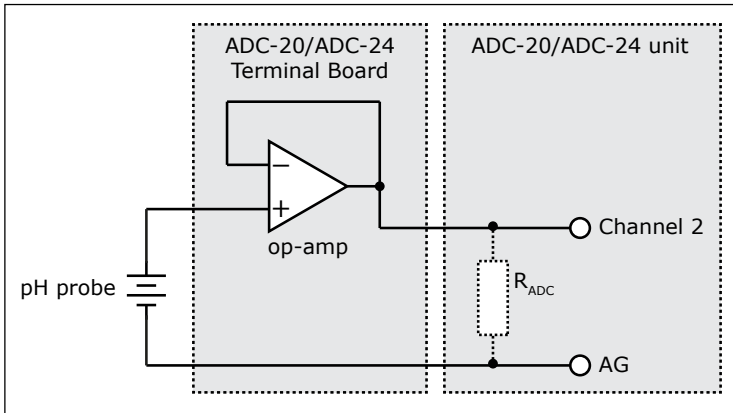 ADC-20/ADC-24
Terminal Board
ADC-20/ADC-24 unit
−
+
op-amp
Channel 2
pH probe
RADC
AG